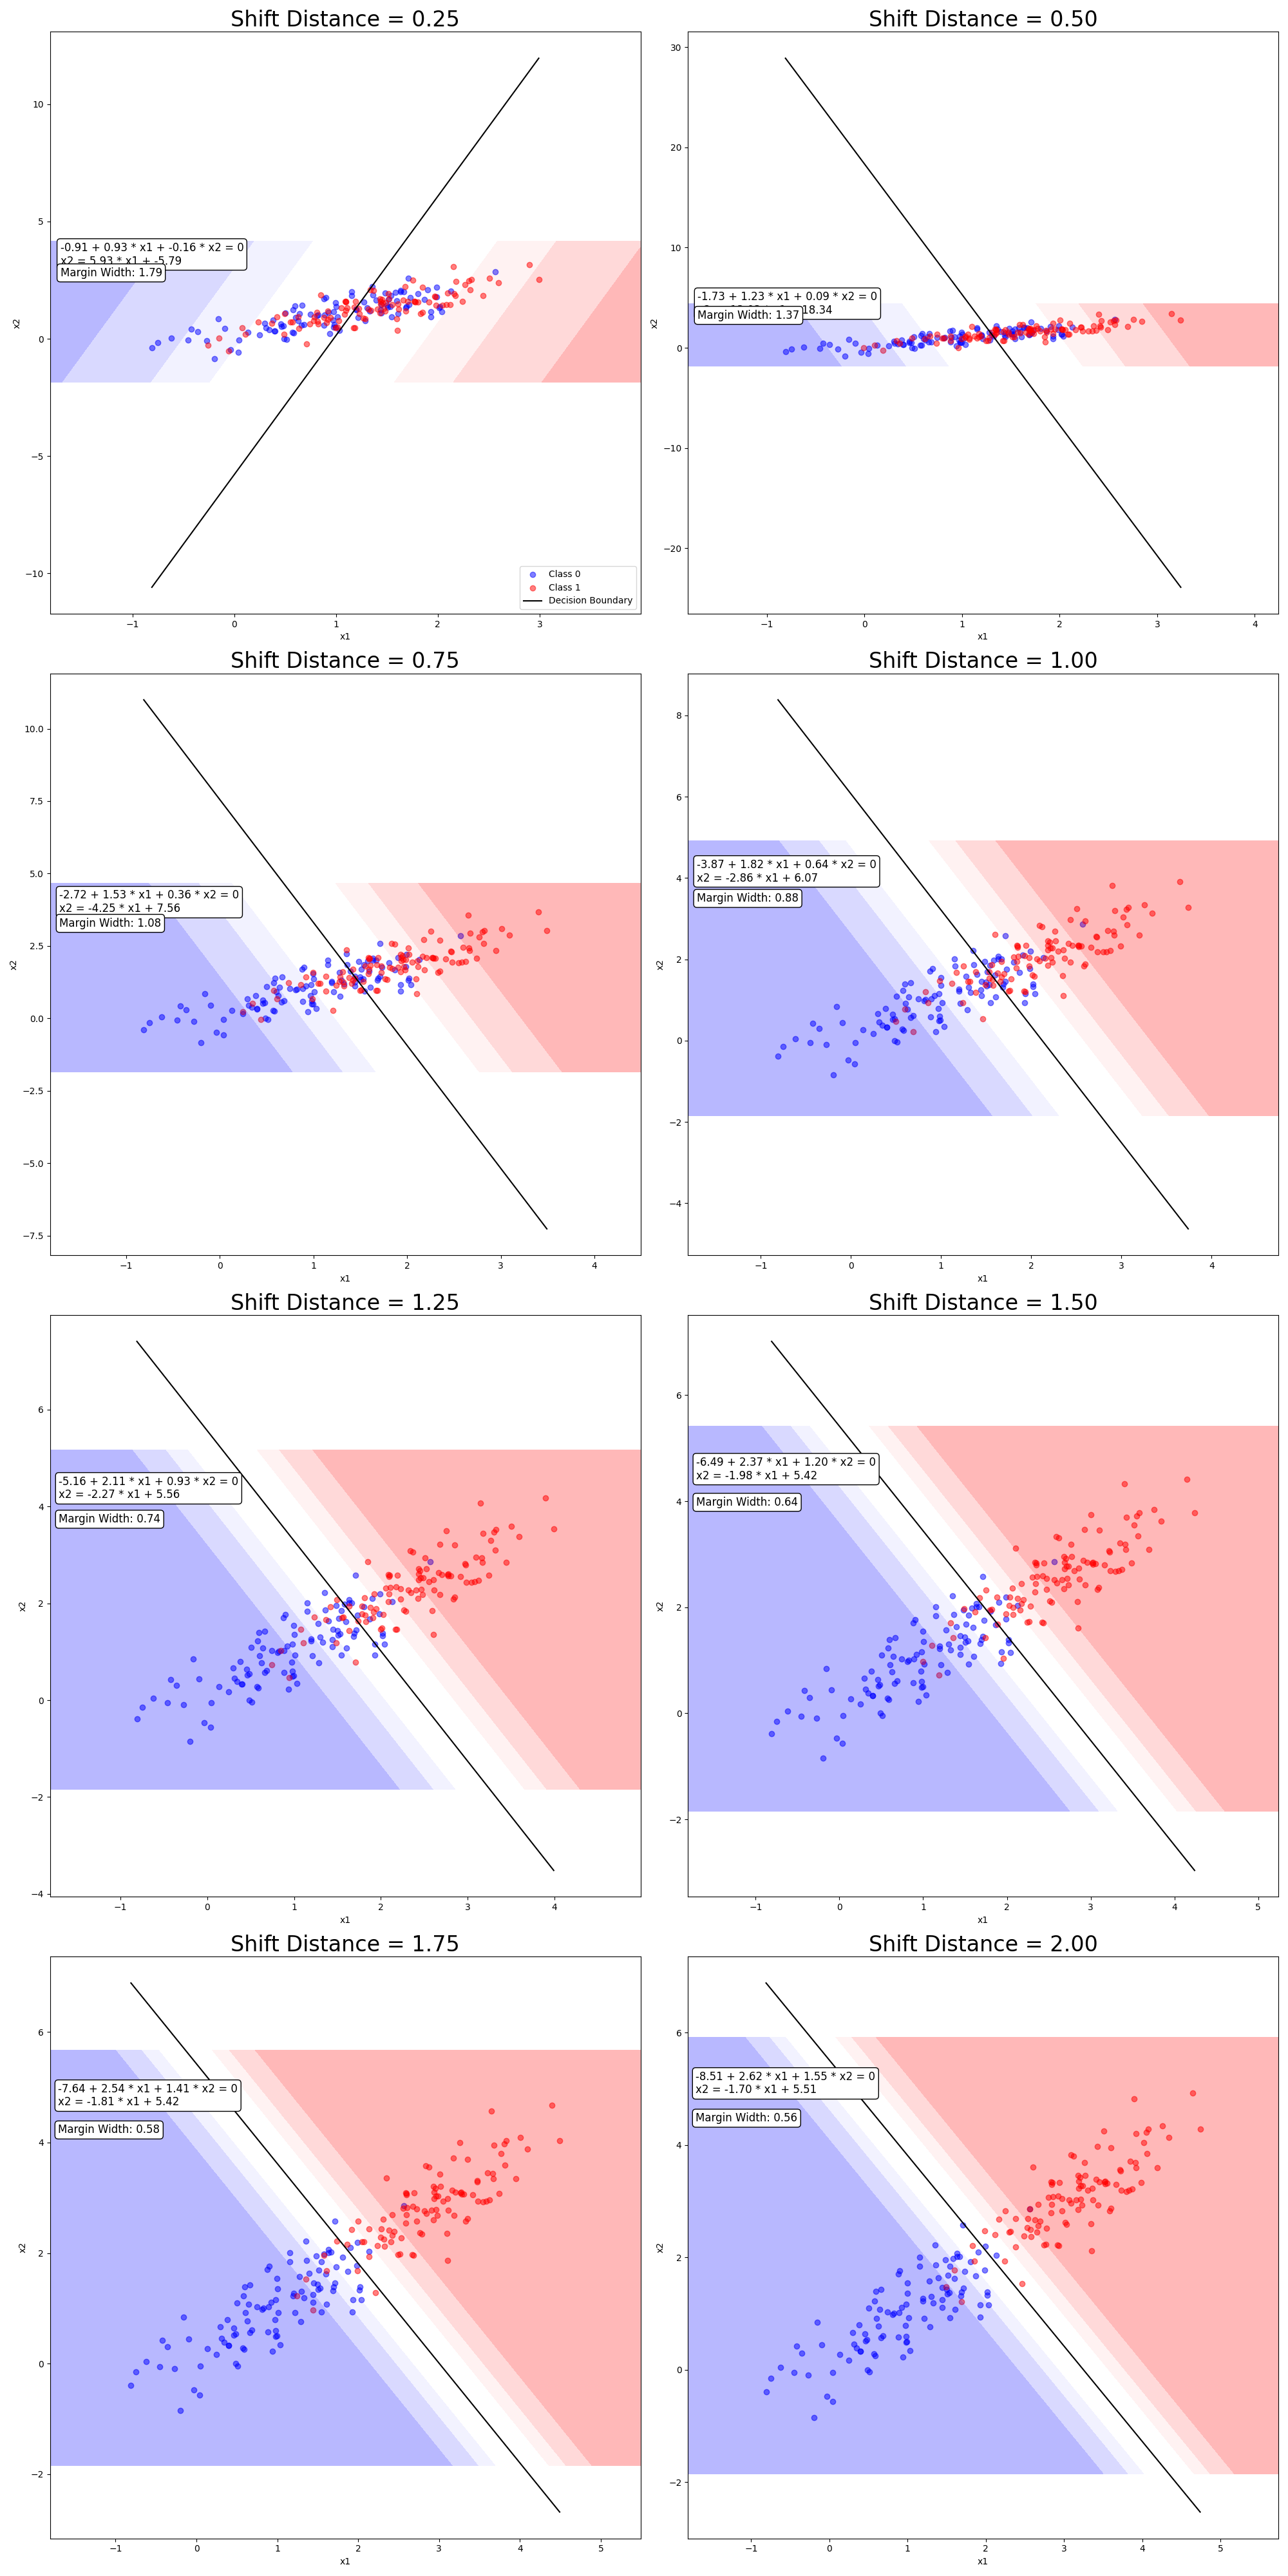 Shift Distance = 0.25
10
5
0
−5
−10
x2
-0.91 + 0.93 * x1 + -0.16 * x2 = 0
x2 = 5.93 * x1 + -5.79
Margin Width: 1.79
Class 0
Class 1
Decision Boundary
−1
0
1
2
3
x1
Shift Distance = 0.50
30
20
10
0
−10
−20
x2
-1.73 + 1.23 * x1 + 0.09 * x2 = 0
18.34
Margin Width: 1.37
−1
0
1
2
3
4
x1
Shift Distance = 0.75
10.0
7.5
5.0
2.5
0.0
−2.5
−5.0
−7.5
x2
-2.72 + 1.53 * x1 + 0.36 * x2 = 0
x2 = -4.25 * x1 + 7.56
Margin Width: 1.08
−1
0
1
2
3
4
x1
Shift Distance = 1.00
8
6
4
2
0
−2
−4
x2
-3.87 + 1.82 * x1 + 0.64 * x2 = 0
x2 = -2.86 * x1 + 6.07
Margin Width: 0.88
−1
0
1
2
3
4
x1
Shift Distance = 1.25
6
4
2
0
−2
−4
x2
-5.16 + 2.11 * x1 + 0.93 * x2 = 0
x2 = -2.27 * x1 + 5.56
Margin Width: 0.74
−1
0
1
2
3
4
x1
Shift Distance = 1.50
6
4
2
0
−2
x2
-6.49 + 2.37 * x1 + 1.20 * x2 = 0
x2 = -1.98 * x1 + 5.42
Margin Width: 0.64
−1
0
1
2
3
4
5
x1
Shift Distance = 1.75
6
4
2
0
−2
x2
-7.64 + 2.54 * x1 + 1.41 * x2 = 0
x2 = -1.81 * x1 + 5.42
Margin Width: 0.58
−1
0
1
2
3
4
5
x1
Shift Distance = 2.00
6
4
2
0
−2
x2
-8.51 + 2.62 * x1 + 1.55 * x2 = 0
x2 = -1.70 * x1 + 5.51
Margin Width: 0.56
−1
0
1
2
3
4
5
x1